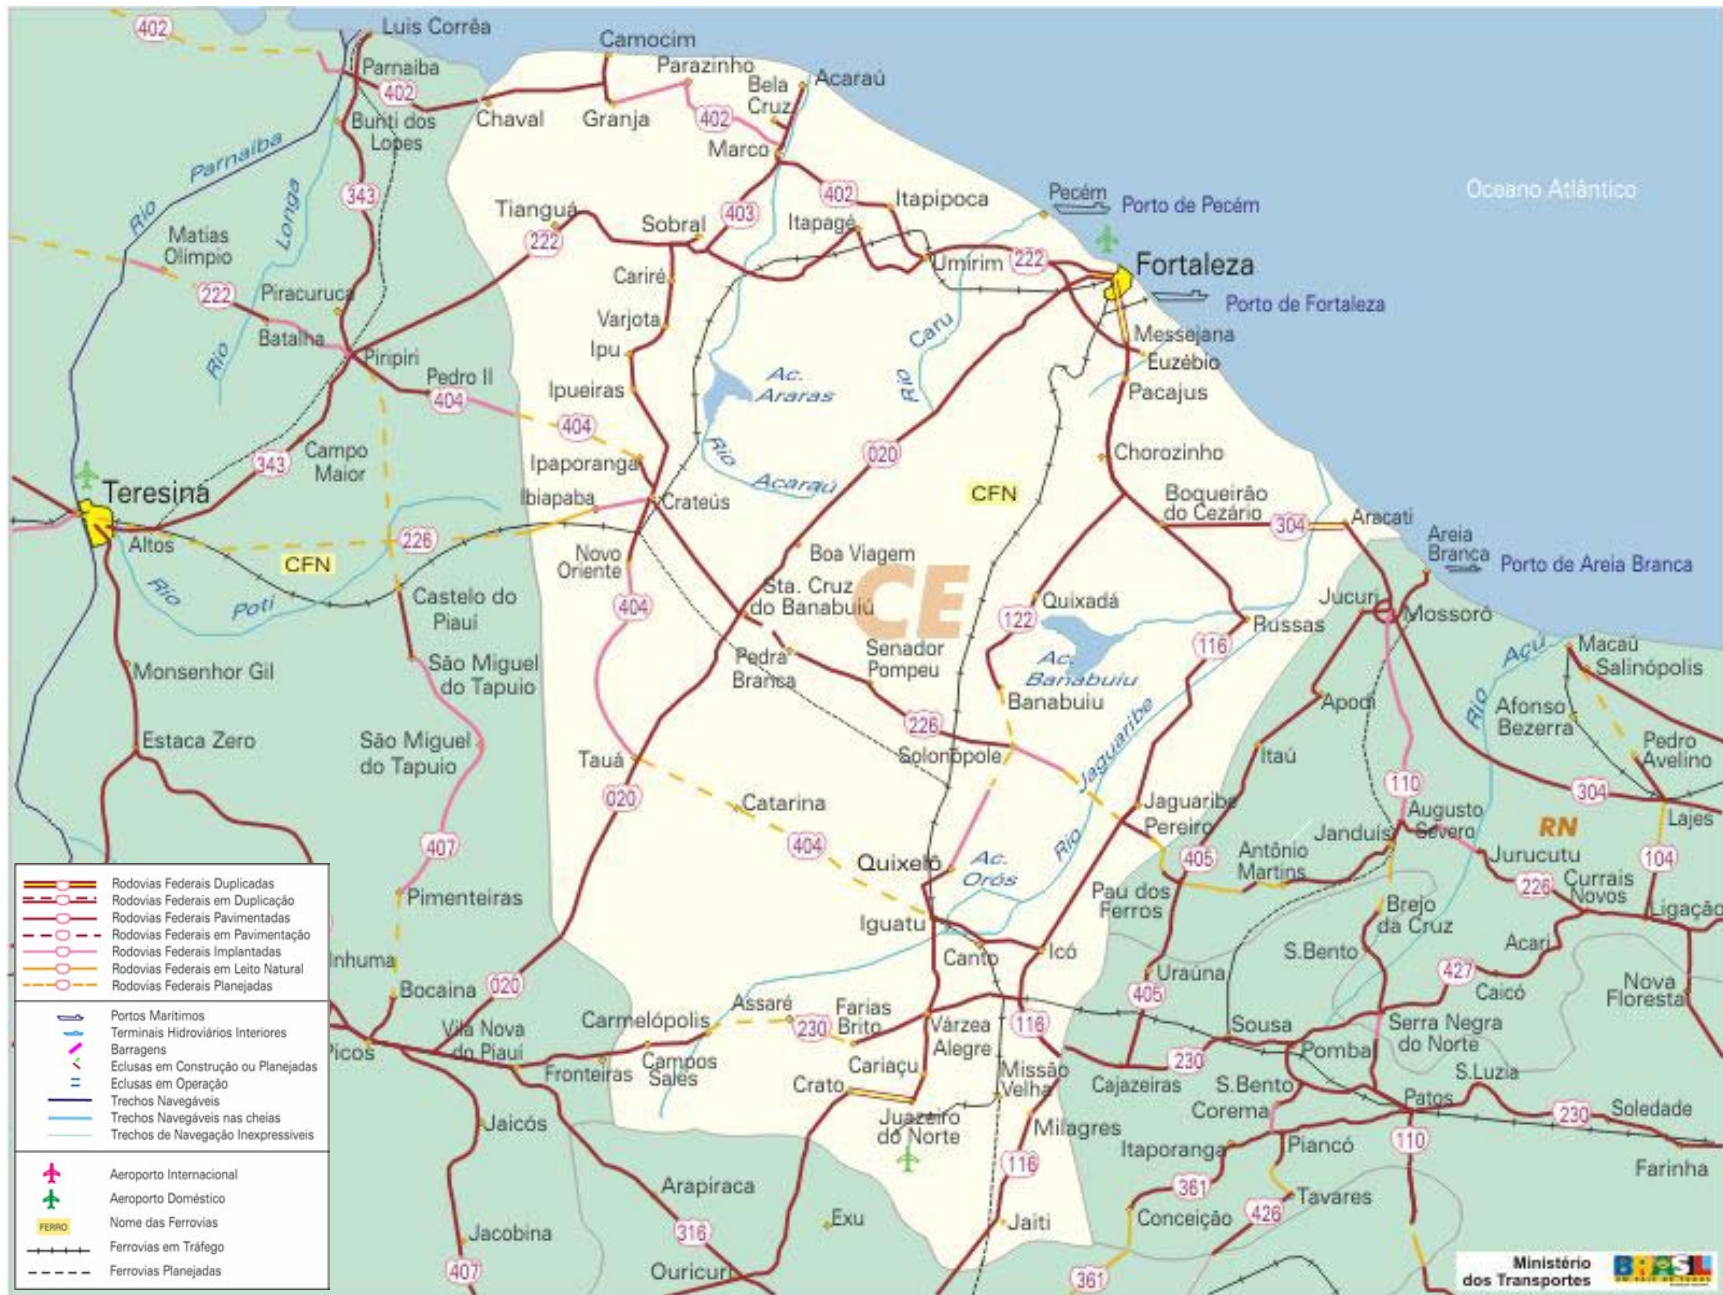 402
Luis Corrêa
Camocim
Parnaiba
Parazinho
Acaraú
402
Bela
Cruz
Chaval
Granja
402
Bunti dos
Lopes
Marco
Rio
Parnaiba
Longa
Rio
343
402
Itapipoca
Pecém
Porto de Pecém
Oceano Atlântico
Tianguá
222
Sobral
403
Itapagé
Matias
Olimpio
Umirim
222
Fortaleza
Cariré
222
Piracuruca
Porto de Fortaleza
Varjota
Batalha
Caru
Rio
Messejana
Piripiri
Ipu
Euzébio
Pedro II
404
Ipueiras
Ac.
Araras
Pacajus
404
Campo
Maior
343
Ipaporanga
Rio
Acaraú
020
Chorozinho
Teresina
Ibiapaba
Crateús
CFN
Boqueirão
do Cezário
304
Aracati
Altos
226
Areia
Branca
Porto de Areia Branca
CFN
Novo
Oriente
Boa Viagem
CE
Rio
Poti
Castelo do
Piauí
404
Sta. Cruz
do Banabuiú
Quixadá
122
Jucuri
Mossoró
Russas
116
Monsenhor Gil
São Miguel
do Tapuio
Pedra
Branca
Senador
Pompeu
Ac.
Banabuiu
Banabuiu
Açú
Rio
Macaú
Salinópolis
Apodi
Afonso
Bezerra
Estaca Zero
São Miguel
do Tapuio
226
Solonópole
Jaguaribe
Rio
Itaú
Pedro
Avelino
Tauá
020
Catarina
110
304
Jaguaribe
Pereiro
Augusto
Severo
Lajes
407
404
Quixelô
Ac.
Orós
405
Antônio
Martins
Janduís
RN
Jurucutu
104
Pimenteiras
Pau dos
Ferros
226
Currais
Novos
Iguatu
Brejo
da Cruz
Ligação
Canto
Icó
S.Bento
Acari
Inhuma
Bocaina
020
Uraúna
405
427
Caicó
Nova
Floresta
Assaré
Farias
Brito
230
Carmelópolis
Várzea
Alegre
116
Sousa
Serra Negra
do Norte
Picos
Vila Nova
do Piauí
Fronteiras
Campos
Sales
Cariaçu
Missão
Velha
Cajazeiras
230
Pombal
Crato
S.Bento
Corema
Patos
S.Luzia
Jaicós
Juazeiro
do Norte
Milagres
230
Soledade
Itaporanga
Piancó
110
Farinha
116
Arapiraca
361
Tavares
Conceição
426
Jacobina
316
Exu
Jaiti
407
Ouricuri
361
Rodovias Federais Duplicadas
Rodovias Federais em Duplicação
Rodovias Federais Pavimentadas
Rodovias Federais em Pavimentação
Rodovias Federais Implantadas
Rodovias Federais em Leito Natural
Rodovias Federais Planejadas
Portos Marítimos
Terminais Hidroviários Interiores
Barragens
Eclusas em Construção ou Planejadas
Eclusas em Operação
Trechos Navegáveis
Trechos Navegáveis nas cheias
Trechos de Navegação Inexpressíveis
Aeroporto Internacional
Aeroporto Doméstico
FERRO
Nome das Ferrovias
Ferrovias em Tráfego
Ferrovias Planejadas
Ministério
dos Transportes
BRASIL